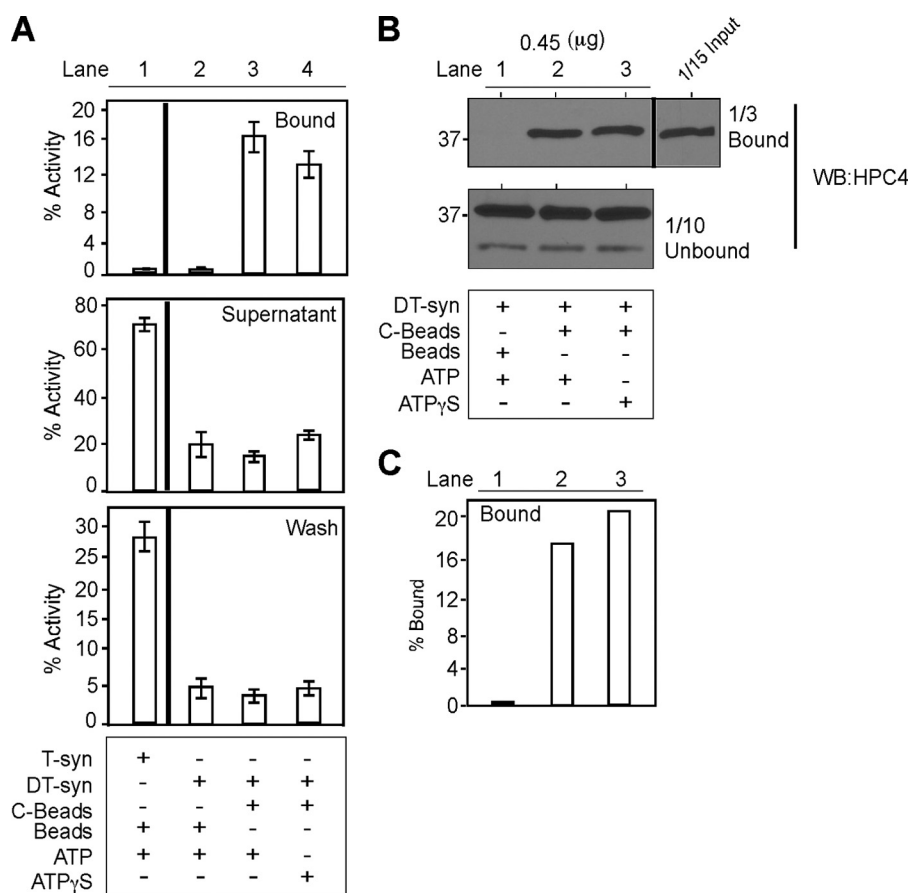 A
Lane 1 2 3 4
Bound
% Activity
20
16
12
8
4
0
Supernatant
% Activity
80
60
40
20
0
Wash
% Activity
30
25
20
15
10
5
0
T-syn + - - -
DT-syn - + + +
C-Beads - - + +
Beads + + - -
ATP + + + -
ATPγS - - - +
B
0.45 (μg)
Lane 1 2 3 1/15 Input
37
1/3
Bound
37
1/10
Unbound
WB:HPC4
DT-syn + + +
C-Beads - + +
Beads + - -
ATP + + -
ATPγS - - +
C
Lane 1 2 3
Bound
% Bound
20
16
12
8
4
0